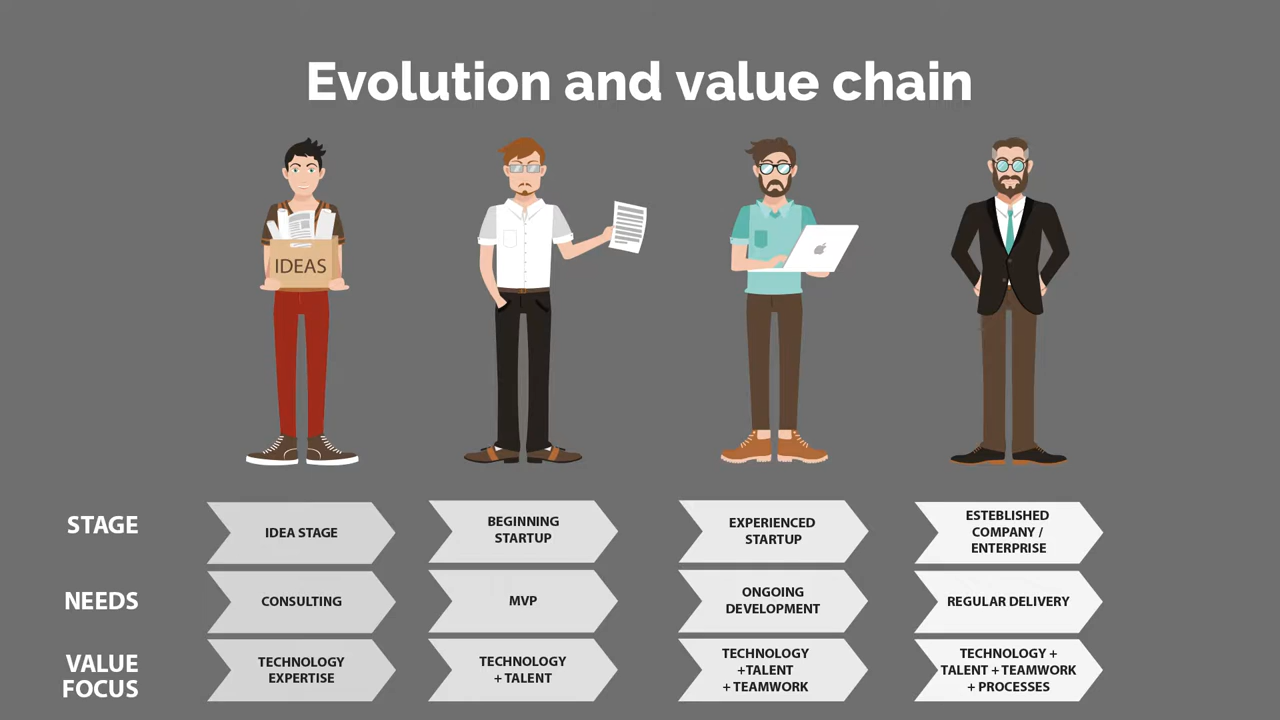 Evolution and value chain
IDEAS
STAGE
IDEA STAGE
BEGINNING
STARTUP
EXPERIENCED
STARTUP
ESTEBLISHED
COMPANY /
ENTERPRISE
NEEDS
CONSULTING
MVP
ONGOING
DEVELOPMENT
REGULAR DELIVERY
VALUE
FOCUS
TECHNOLOGY
EXPERTISE
TECHNOLOGY
+ TALENT
TECHNOLOGY
+TALENT
+ TEAMWORK
TECHNOLOGY +
TALENT + TEAMWORK
+ PROCESSES